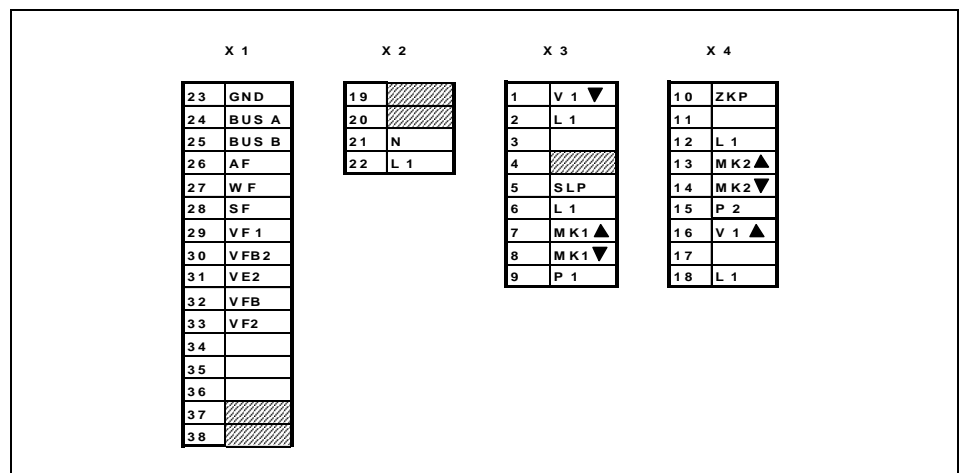 X 1 X 2 X 3 X 4
23 GND 19 1 V 1 ▼ 10 ZKP
24 BUS A 20 2 L 1 11
25 BUS B 21 N 3 12 L 1
26 AF 22 L 1 4 13 MK2▲
27 WF 5 SLP 14 MK2▼
28 SF 6 L 1 15 P 2
29 VF1 7 MK1▲ 16 V 1 ▲
30 VFB2 8 MK1▼ 17
31 VE2 9 P 1 18 L 1
32 VFB
33 VF2
34
35
36
37
38